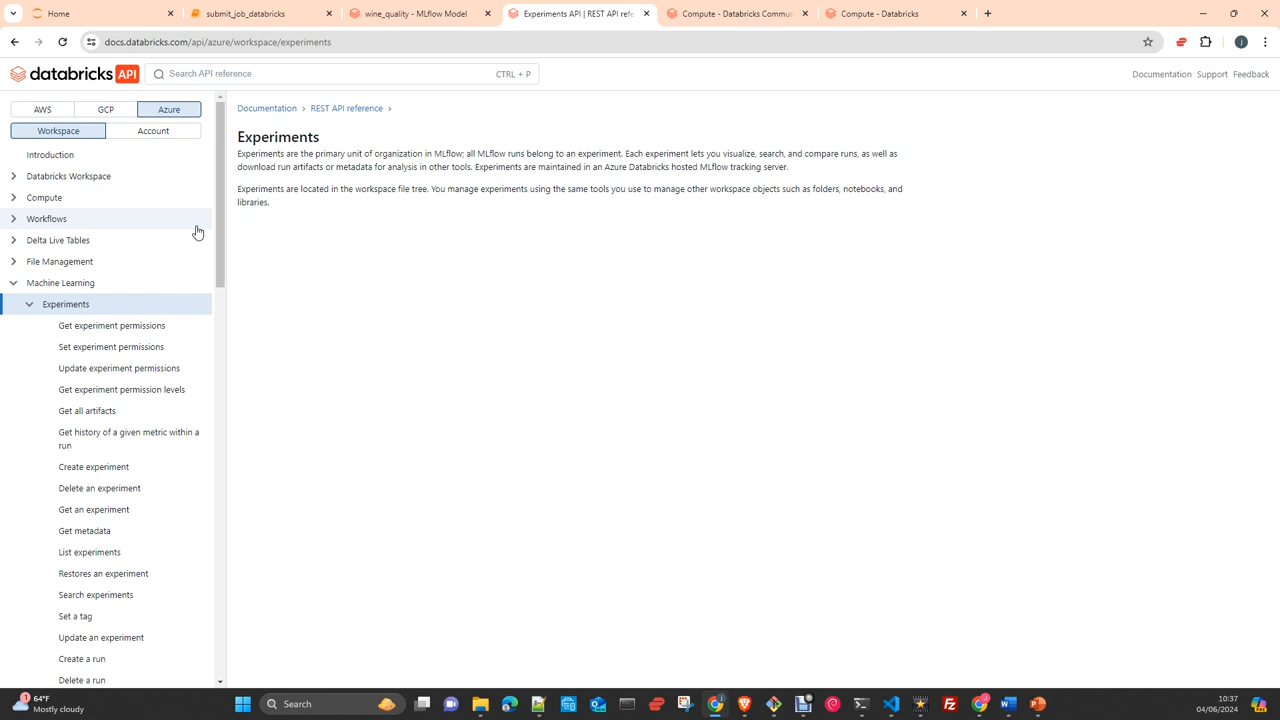 Home
submit_job_databricks
wine_quality - MLflow Model
Experiments API | REST API refe
Compute - Databricks Commun
Compute - Databricks
docs.databricks.com/api/azure/workspace/experiments
databricks API
Search API reference
CTRL + P
Documentation Support Feedback
AWS GCP Azure
Workspace Account
Introduction
Databricks Workspace
Compute
Workflows
Delta Live Tables
File Management
Machine Learning
Experiments
Get experiment permissions
Set experiment permissions
Update experiment permissions
Get experiment permission levels
Get all artifacts
Get history of a given metric within a
run
Create experiment
Delete an experiment
Get an experiment
Get metadata
List experiments
Restores an experiment
Search experiments
Set a tag
Update an experiment
Create a run
Delete a run
Documentation › REST API reference ›
Experiments
Experiments are the primary unit of organization in MLflow; all MLflow runs belong to an experiment. Each experiment lets you visualize, search, and compare runs, as well as
download run artifacts or metadata for analysis in other tools. Experiments are maintained in an Azure Databricks hosted MLflow tracking server.
Experiments are located in the workspace file tree. You manage experiments using the same tools you use to manage other workspace objects such as folders, notebooks, and
libraries.
1
64°F
Mostly cloudy
Search
10:37
04/06/2024